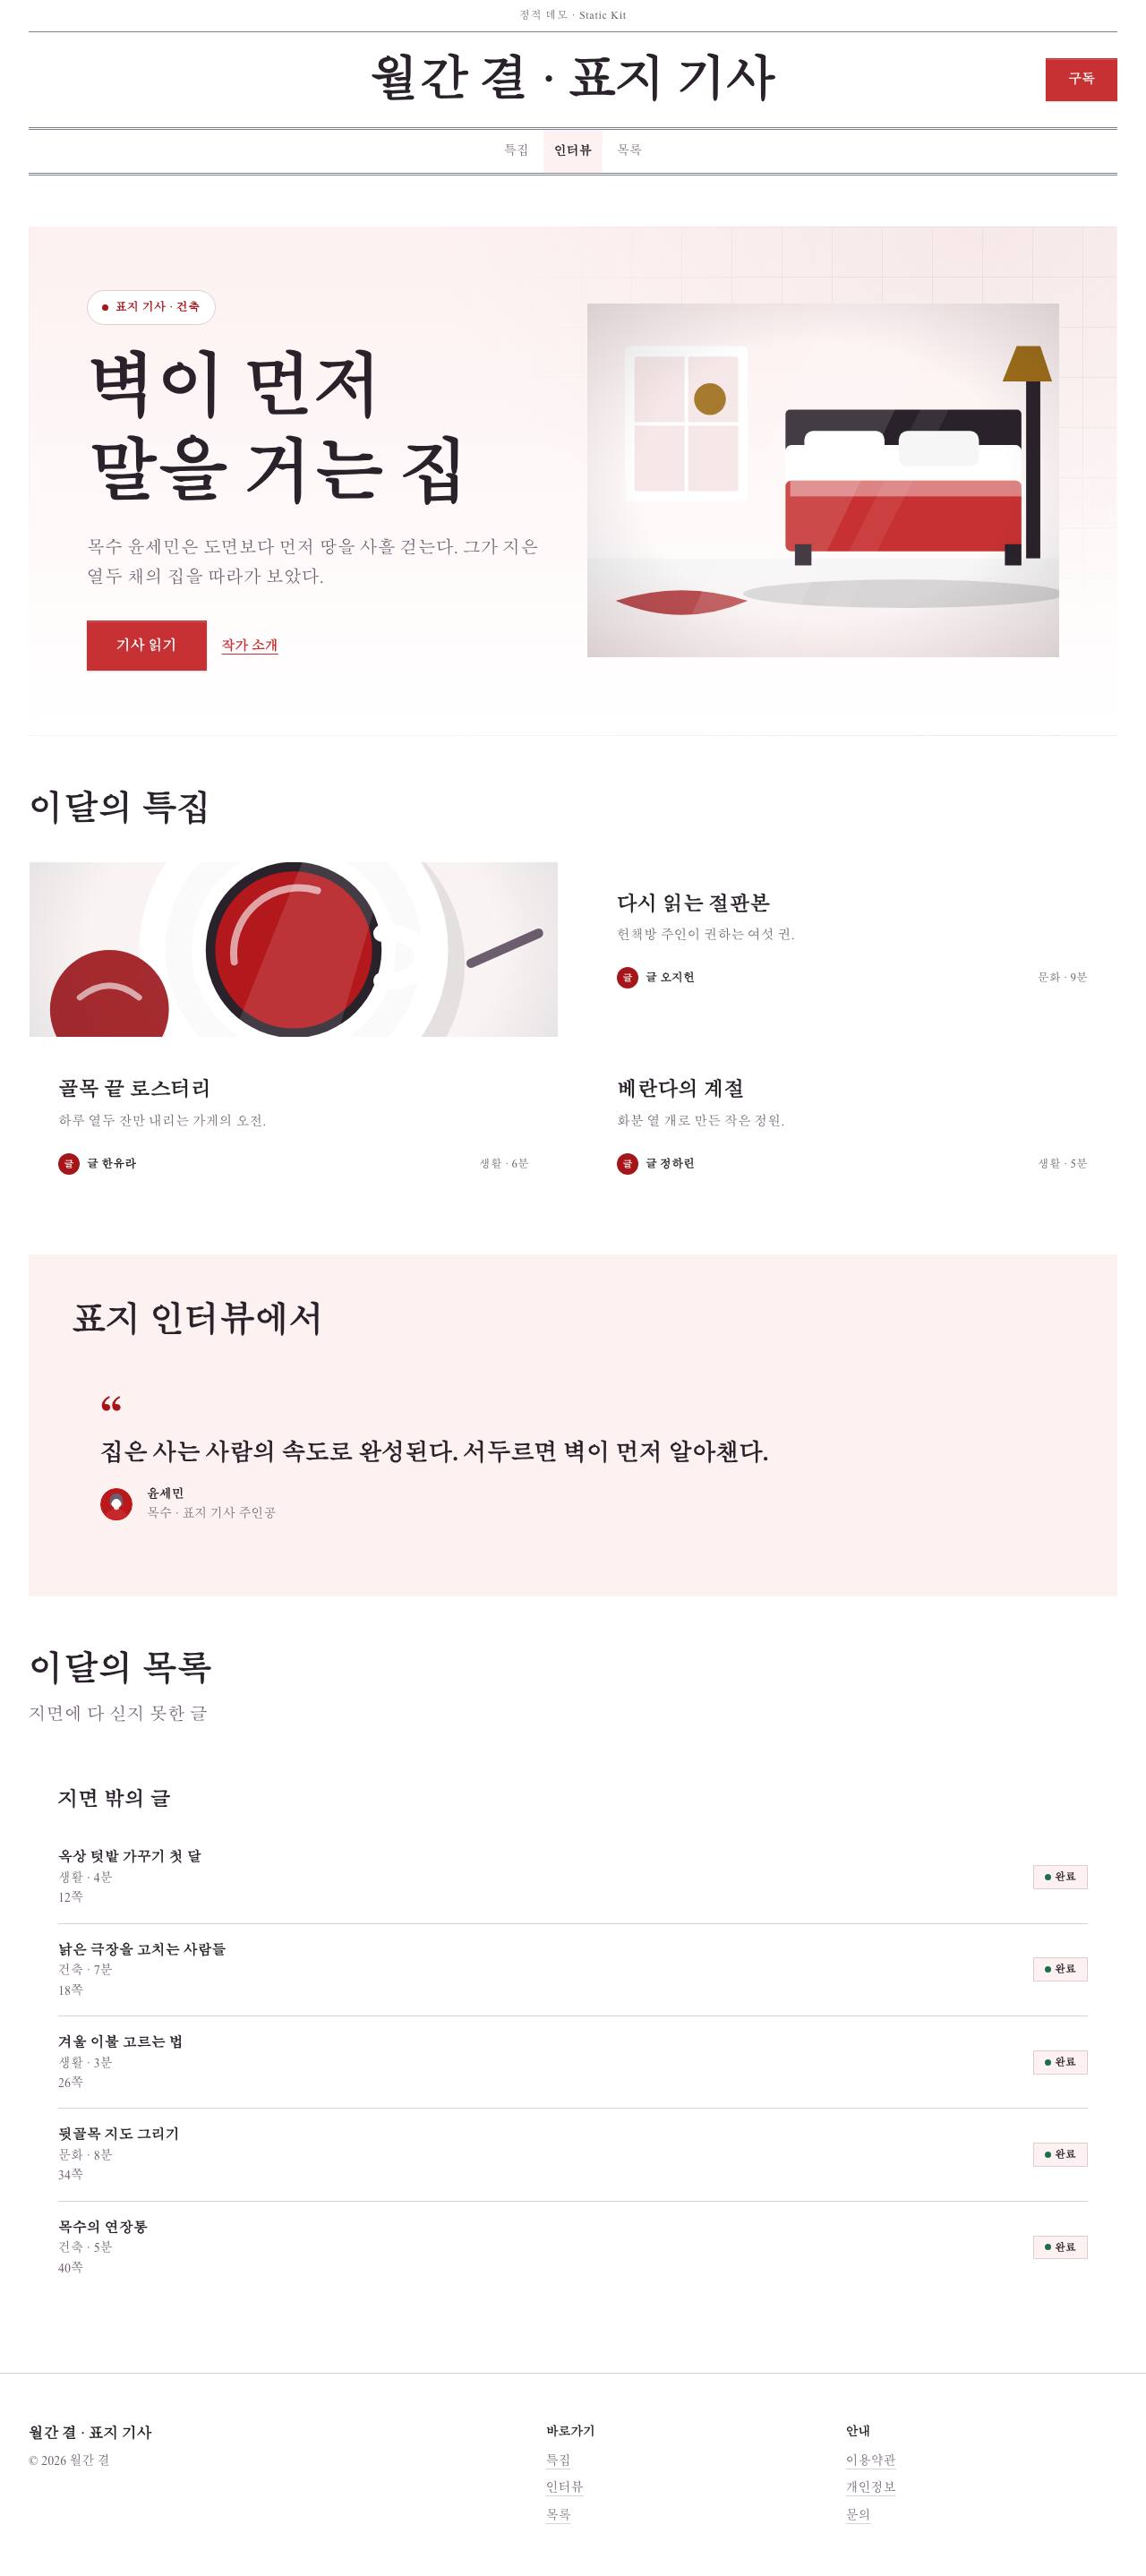 정적 데모 · Static Kit
월간 결 · 표지 기사
구독
특집
인터뷰
목록
표지 기사 · 건축
벽이 먼저
말을 거는 집
목수 윤세민은 도면보다 먼저 땅을 사흘 걷는다. 그가 지은
열두 채의 집을 따라가 보았다.
기사 읽기
작가 소개
이달의 특집
다시 읽는 절판본
헌책방 주인이 권하는 여섯 권.
글
글 오지헌
문화 · 9분
골목 끝 로스터리
하루 열두 잔만 내리는 가게의 오전.
글
글 한유라
생활 · 6분
베란다의 계절
화분 열 개로 만든 작은 정원.
글
글 정하린
생활 · 5분
표지 인터뷰에서
“
집은 사는 사람의 속도로 완성된다. 서두르면 벽이 먼저 알아챈다.
윤세민
목수 · 표지 기사 주인공
이달의 목록
지면에 다 싣지 못한 글
지면 밖의 글
옥상 텃밭 가꾸기 첫 달
생활 · 4분
12쪽
완료
낡은 극장을 고치는 사람들
건축 · 7분
18쪽
완료
겨울 이불 고르는 법
생활 · 3분
26쪽
완료
뒷골목 지도 그리기
문화 · 8분
34쪽
완료
목수의 연장통
건축 · 5분
40쪽
완료
월간 결 · 표지 기사
© 2026 월간 결
바로가기
특집
인터뷰
목록
안내
이용약관
개인정보
문의